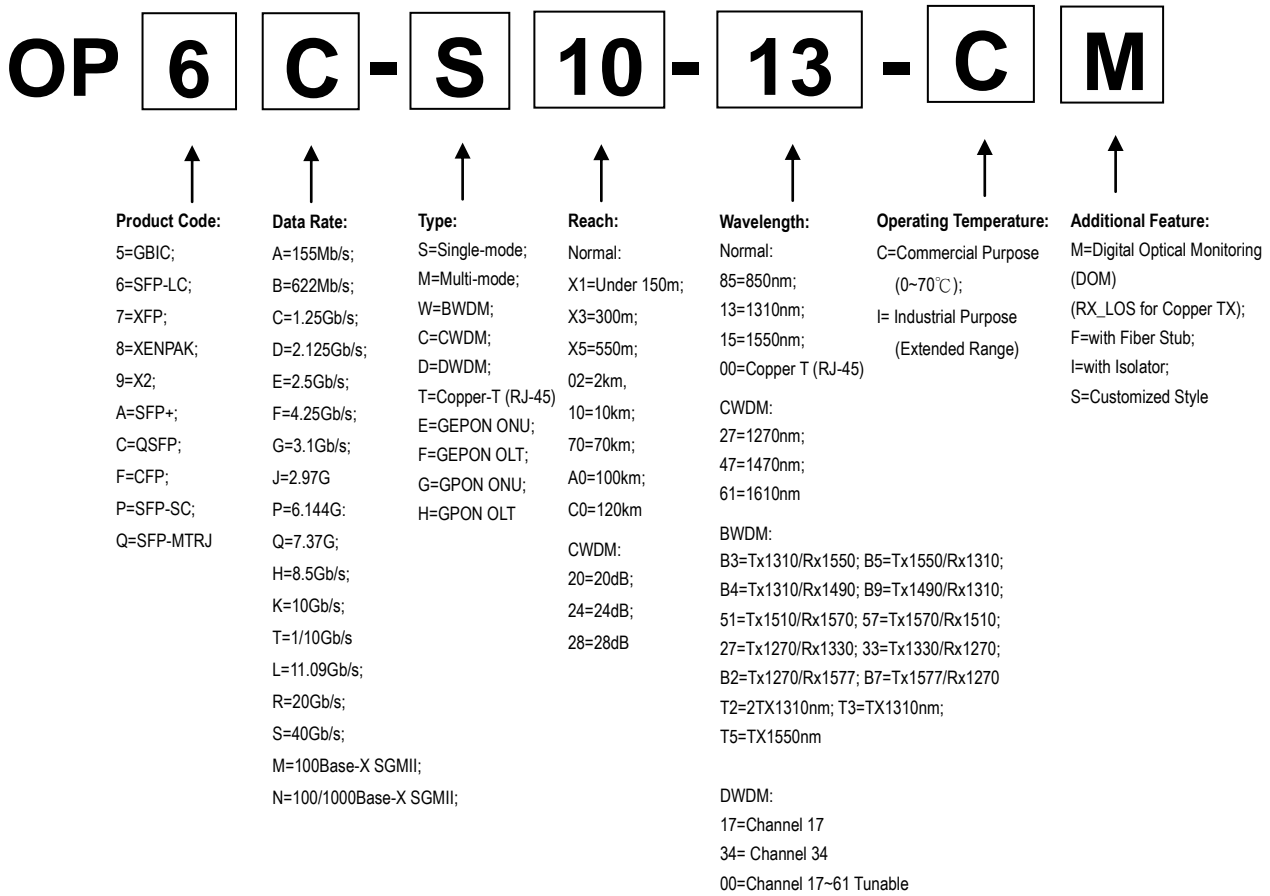 OP 6 C - S 10 - 13 - C M
Product Code:
5=GBIC;
6=SFP-LC;
7=XFP;
8=XENPAK;
9=X2;
A=SFP+;
C=QSFP;
F=CFP;
P=SFP-SC;
Q=SFP-MTRJ
Data Rate:
A=155Mb/s;
B=622Mb/s;
C=1.25Gb/s;
D=2.125Gb/s;
E=2.5Gb/s;
F=4.25Gb/s;
G=3.1Gb/s;
J=2.97G
P=6.144G:
Q=7.37G;
H=8.5Gb/s;
K=10Gb/s;
T=1/10Gb/s
L=11.09Gb/s;
R=20Gb/s;
S=40Gb/s;
M=100Base-X SGMII;
N=100/1000Base-X SGMII;
Type:
S=Single-mode;
M=Multi-mode;
W=BWDM;
C=CWDM;
D=DWDM;
T=Copper-T (RJ-45)
E=GEPON ONU;
F=GEPON OLT;
G=GPON ONU;
H=GPON OLT
Reach:
Normal:
X1=Under 150m;
X3=300m;
X5=550m;
02=2km,
10=10km;
70=70km;
A0=100km;
C0=120km
CWDM:
20=20dB;
24=24dB;
28=28dB
Wavelength:
Normal:
85=850nm;
13=1310nm;
15=1550nm;
00=Copper T (RJ-45)
CWDM:
27=1270nm;
47=1470nm;
61=1610nm
BWDM:
B3=Tx1310/Rx1550; B5=Tx1550/Rx1310;
B4=Tx1310/Rx1490; B9=Tx1490/Rx1310;
51=Tx1510/Rx1570; 57=Tx1570/Rx1510;
27=Tx1270/Rx1330; 33=Tx1330/Rx1270;
B2=Tx1270/Rx1577; B7=Tx1577/Rx1270
T2=2TX1310nm; T3=TX1310nm;
T5=TX1550nm
DWDM:
17=Channel 17
34= Channel 34
00=Channel 17~61 Tunable
Operating Temperature:
C=Commercial Purpose
(0~70℃);
I= Industrial Purpose
(Extended Range)
Additional Feature:
M=Digital Optical Monitoring
(DOM)
(RX_LOS for Copper TX);
F=with Fiber Stub;
I=with Isolator;
S=Customized Style